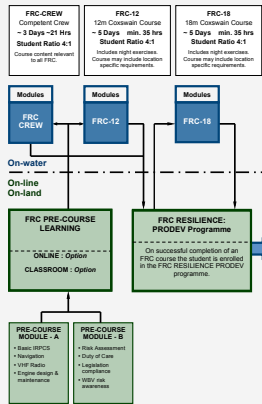 FRC-CREW
Competent Crew
~ 3 Days ~21 Hrs
Student Ratio 4:1
Course content relevant
to all FRC.
FRC-12
12m Coxswain Course
~ 5 Days min. 35 hrs
Student Ratio 4:1
Includes night exercises.
Course may include location
specific requirements.
FRC-18
18m Coxswain Course
~ 5 Days min. 35 hrs
Student Ratio 4:1
Includes night exercises.
Course may include location
specific requirements.
Modules
FRC
CREW
Modules
FRC-12
Modules
FRC-18
On-water
On-line
On-land
FRC PRE-COURSE
LEARNING
ONLINE : Option
CLASSROOM : Option
FRC RESILIENCE:
PRODEV Programme
On successful completion of an
FRC course the student is enrolled
in the FRC RESILIENCE PRODEV
programme.
PRE-COURSE
MODULE - A
• Basic IRPCS
• Navigation
• VHF Radio
• Engine design &
maintenance
PRE-COURSE
MODULE - B
• Risk Assessment
• Duty of Care
• Legislation
compliance
• WBV risk
awareness